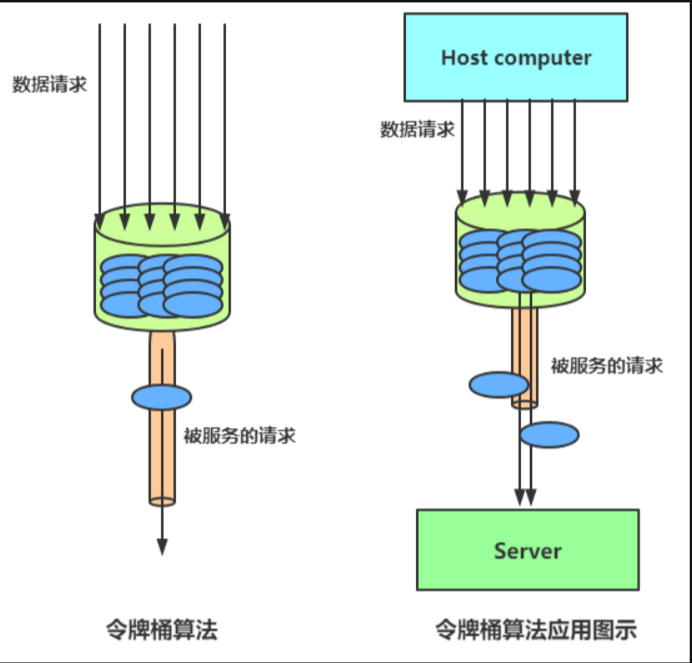 数据请求
Host computer
数据请求
被服务的请求
被服务的请求
Server
令牌桶算法
令牌桶算法应用图示